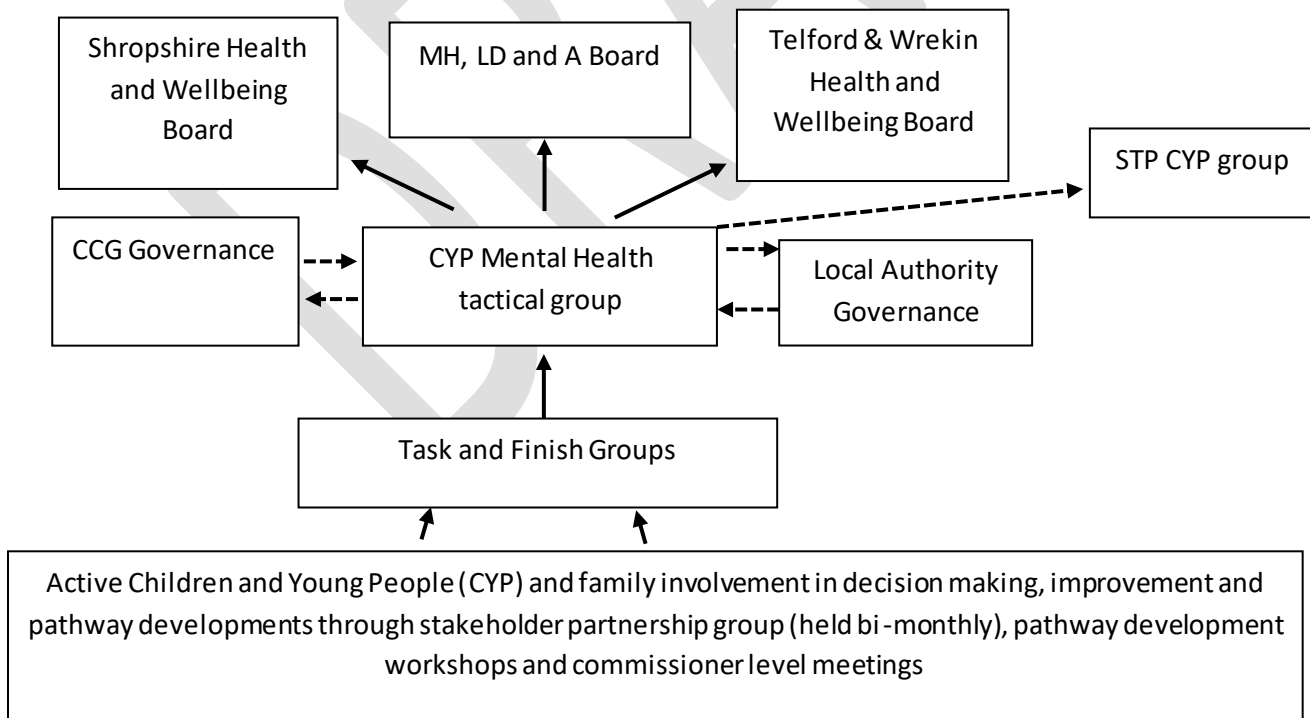 Shropshire Health
and Wellbeing
Board
MH, LD and A Board
Telford & Wrekin
Health and
Wellbeing Board
STP CYP group
CCG Governance
CYP Mental Health
tactical group
Local Authority
Governance
Task and Finish Groups
Active Children and Young People (CYP) and family involvement in decision making, improvement and
pathway developments through stakeholder partnership group (held bi-monthly), pathway development
workshops and commissioner level meetings